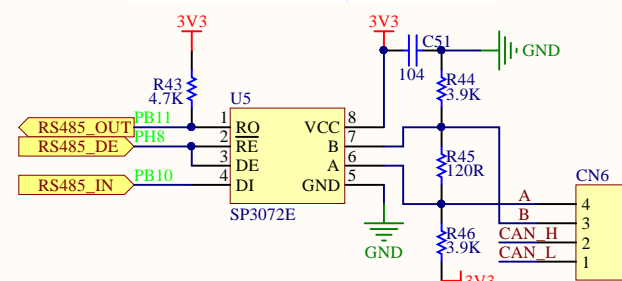 3V3
3V3
C51
104
GND
R43
4.7K
R44
3.9K
U5
PB11
RS485_OUT
1
RO
VCC
8
PH8
RS485_DE
2
RE
B
7
3
DE
A
6
R45
120R
PB10
RS485_IN
4
DI
GND
5
CN6
SP3072E
A
4
B
3
R46
3.9K
CAN_H
2
CAN_L
1
GND
3V3